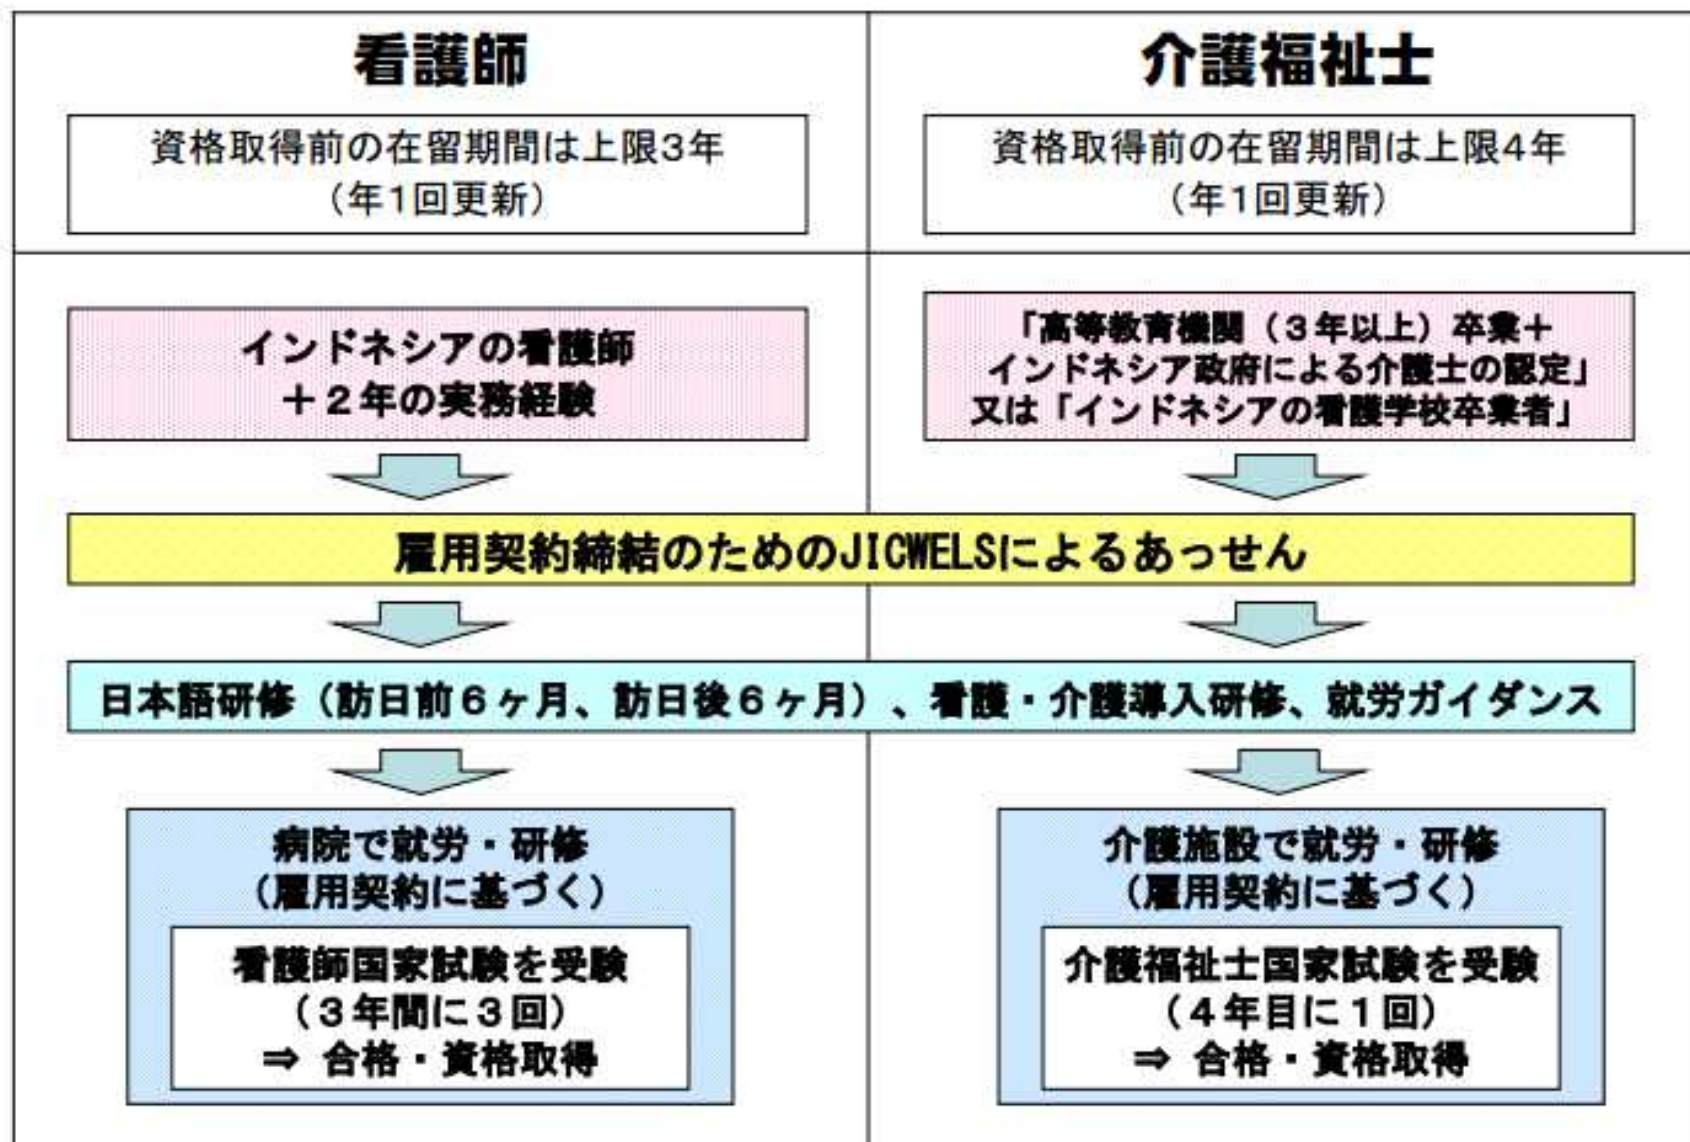 看護師
資格取得前の在留期間は上限3年
(年1回更新)
介護福祉士
資格取得前の在留期間は上限4年
(年1回更新)
インドネシアの看護師
＋２年の実務経験
「高等教育機関（３年以上）卒業＋
インドネシア政府による介護士の認定」
又は「インドネシアの看護学校卒業者」
雇用契約締結のためのJICWELSによるあっせん
日本語研修（訪日前６ヶ月、訪日後６ヶ月）、看護・介護導入研修、就労ガイダンス
病院で就労・研修
（雇用契約に基づく）
看護師国家試験を受験
（３年間に３回）
⇒ 合格・資格取得
介護施設で就労・研修
（雇用契約に基づく）
介護福祉士国家試験を受験
（４年目に１回）
⇒ 合格・資格取得